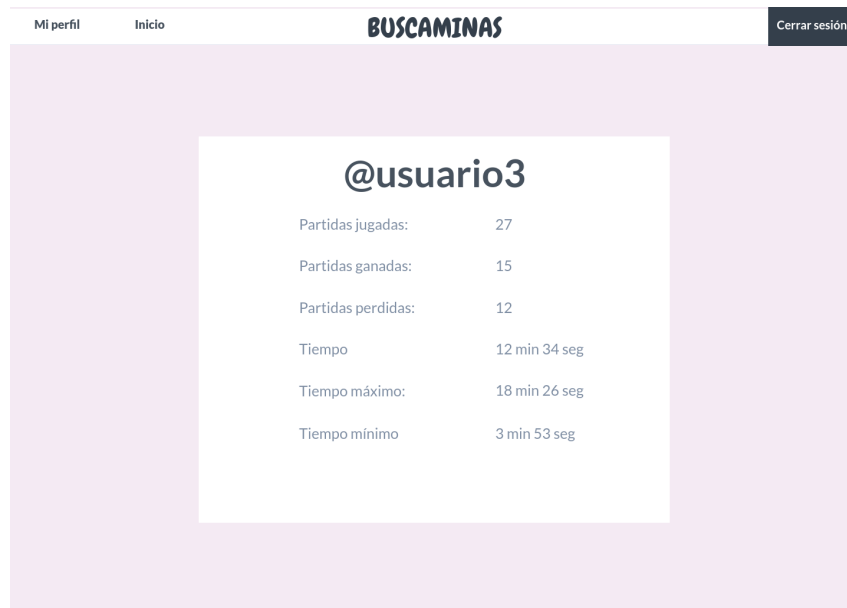 Mi perfil Inicio BUSCAMINAS Cerrar sesión
@usuario3
Partidas jugadas: 27
Partidas ganadas: 15
Partidas perdidas: 12
Tiempo 12 min 34 seg
Tiempo máximo: 18 min 26 seg
Tiempo mínimo 3 min 53 seg